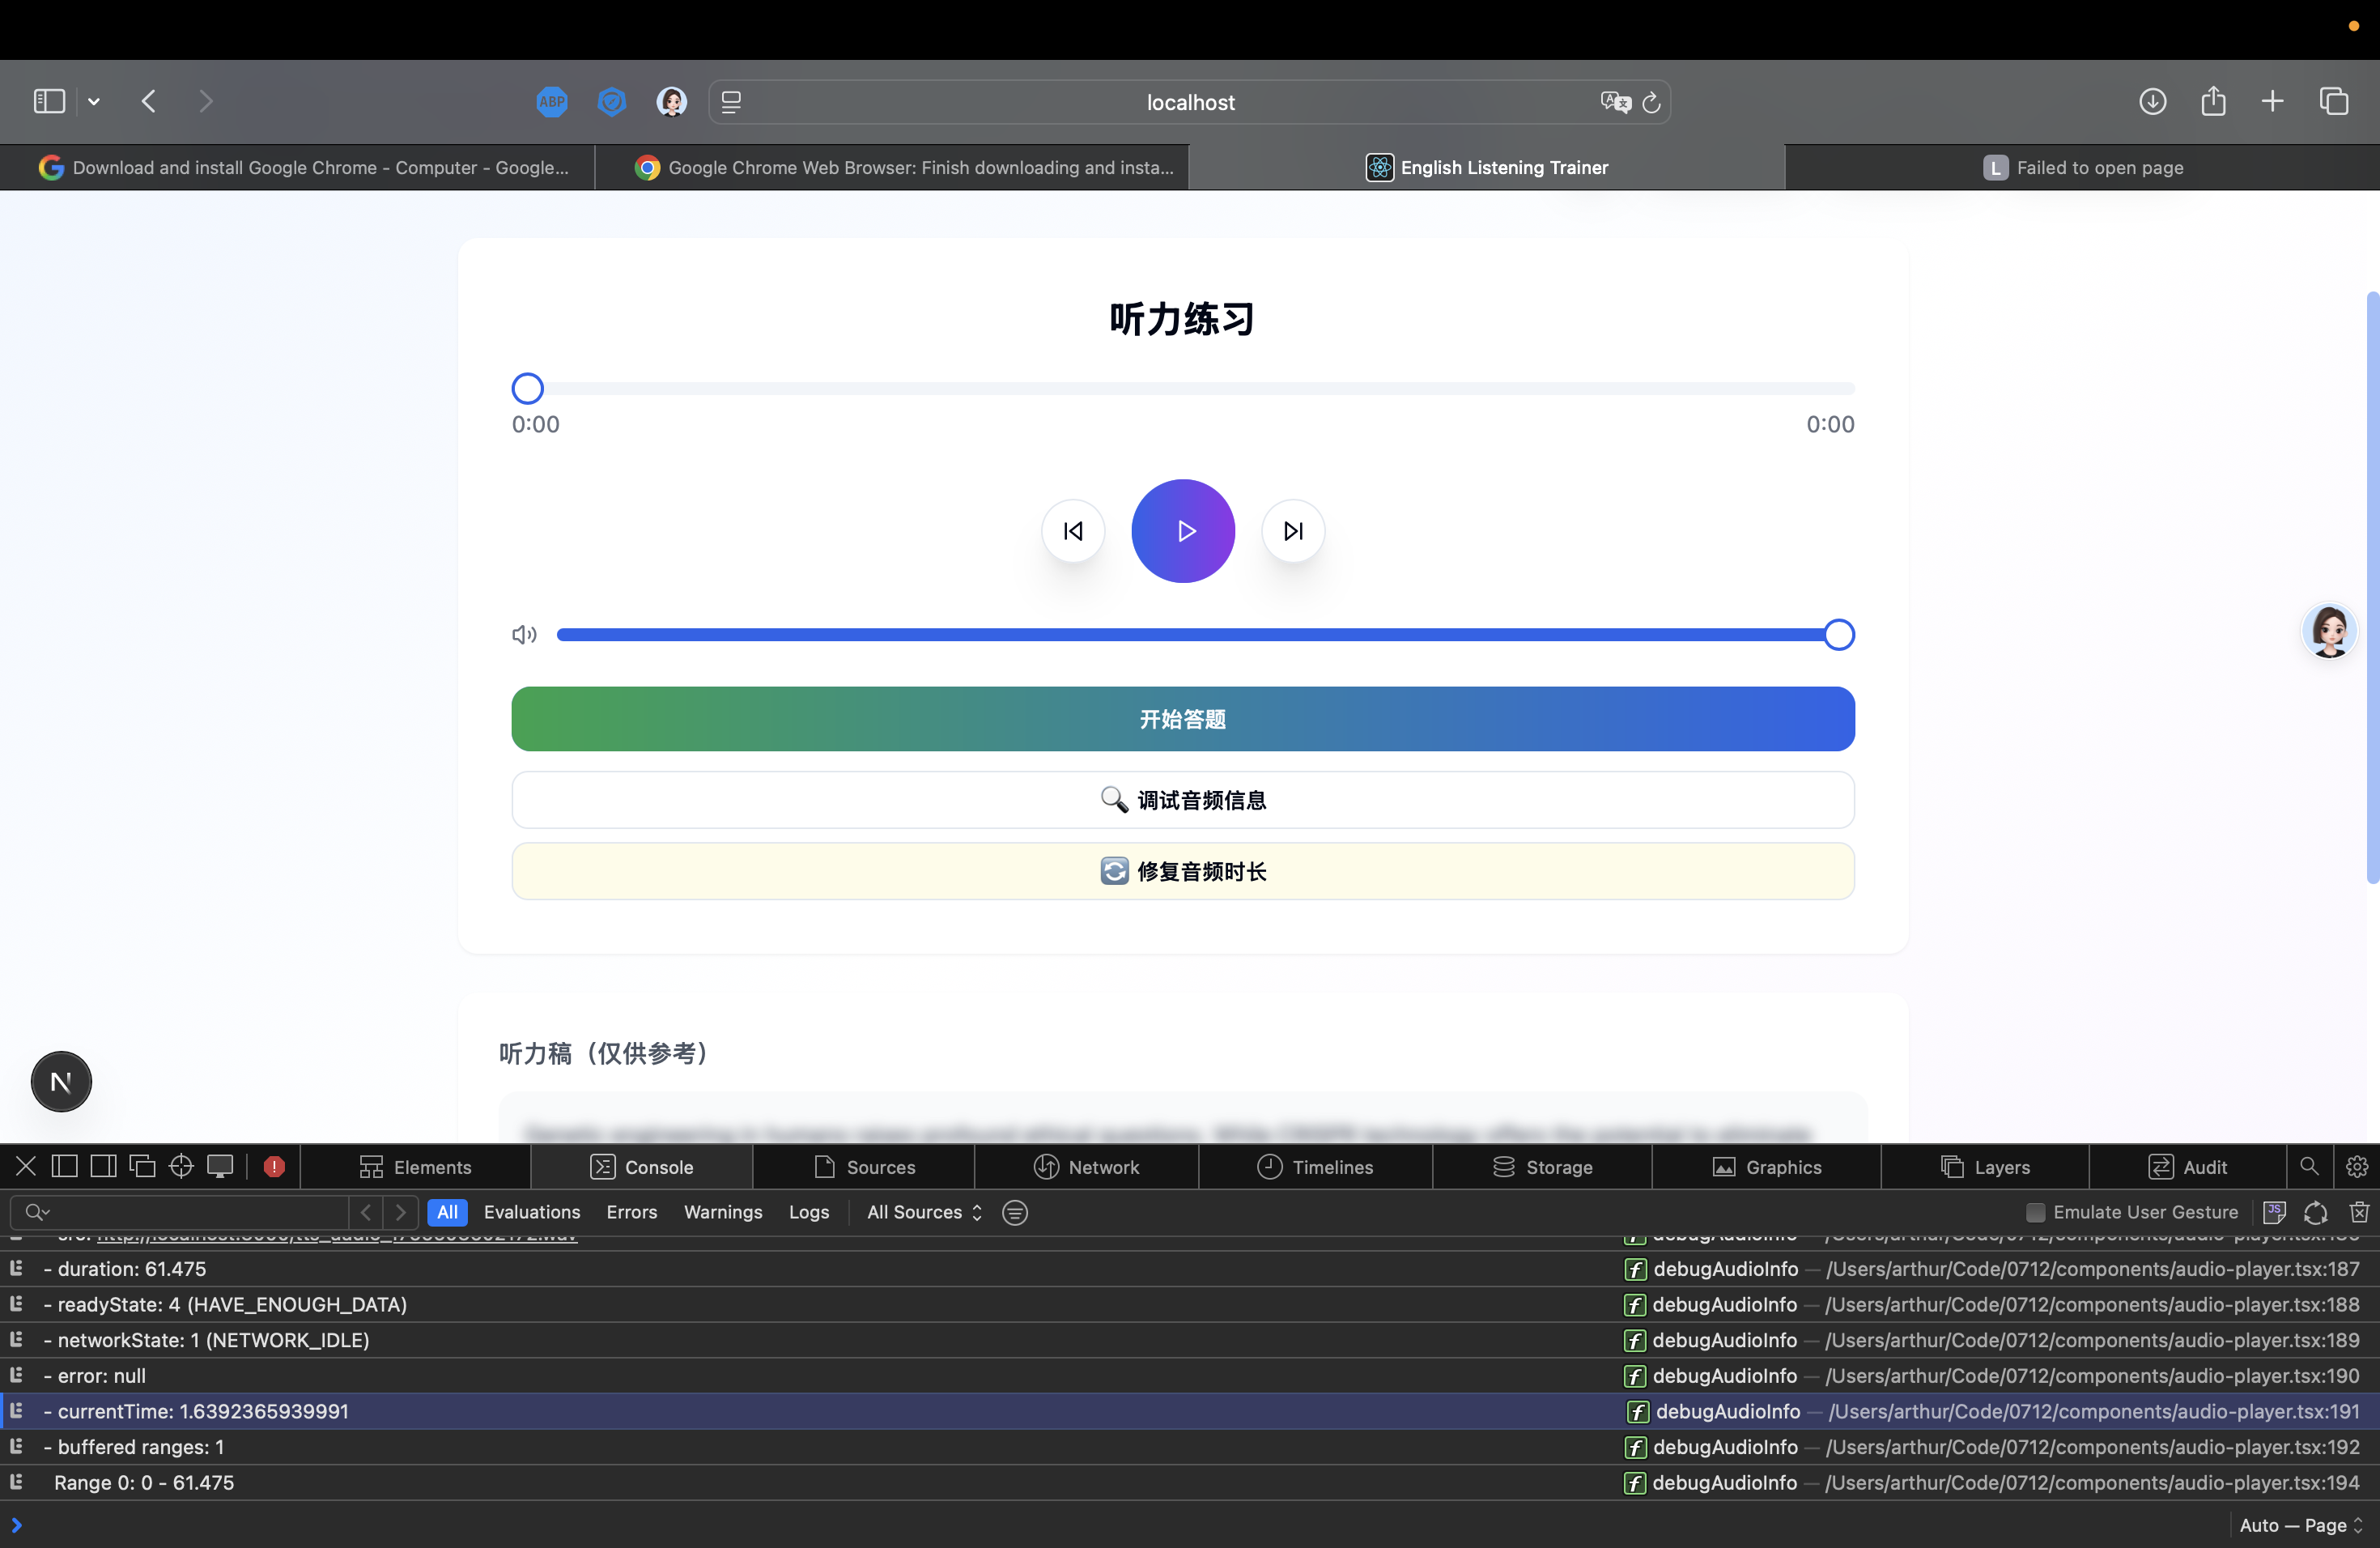 ABP
localhost
Download and install Google Chrome - Computer - Google...
Google Chrome Web Browser: Finish downloading and insta...
English Listening Trainer
L Failed to open page
听力练习
0:00 0:00
开始答题
🔍 调试音频信息
🔄 修复音频时长
听力稿（仅供参考）
N
Elements Console Sources Network Timelines Storage Graphics Layers Audit
All Evaluations Errors Warnings Logs All Sources Emulate User Gesture
- duration: 61.475 f debugAudioInfo — /Users/arthur/Code/0712/components/audio-player.tsx:187
- readyState: 4 (HAVE_ENOUGH_DATA) f debugAudioInfo — /Users/arthur/Code/0712/components/audio-player.tsx:188
- networkState: 1 (NETWORK_IDLE) f debugAudioInfo — /Users/arthur/Code/0712/components/audio-player.tsx:189
- error: null f debugAudioInfo — /Users/arthur/Code/0712/components/audio-player.tsx:190
- currentTime: 1.6392365939991 f debugAudioInfo — /Users/arthur/Code/0712/components/audio-player.tsx:191
- buffered ranges: 1 f debugAudioInfo — /Users/arthur/Code/0712/components/audio-player.tsx:192
Range 0: 0 - 61.475 f debugAudioInfo — /Users/arthur/Code/0712/components/audio-player.tsx:194
Auto — Page